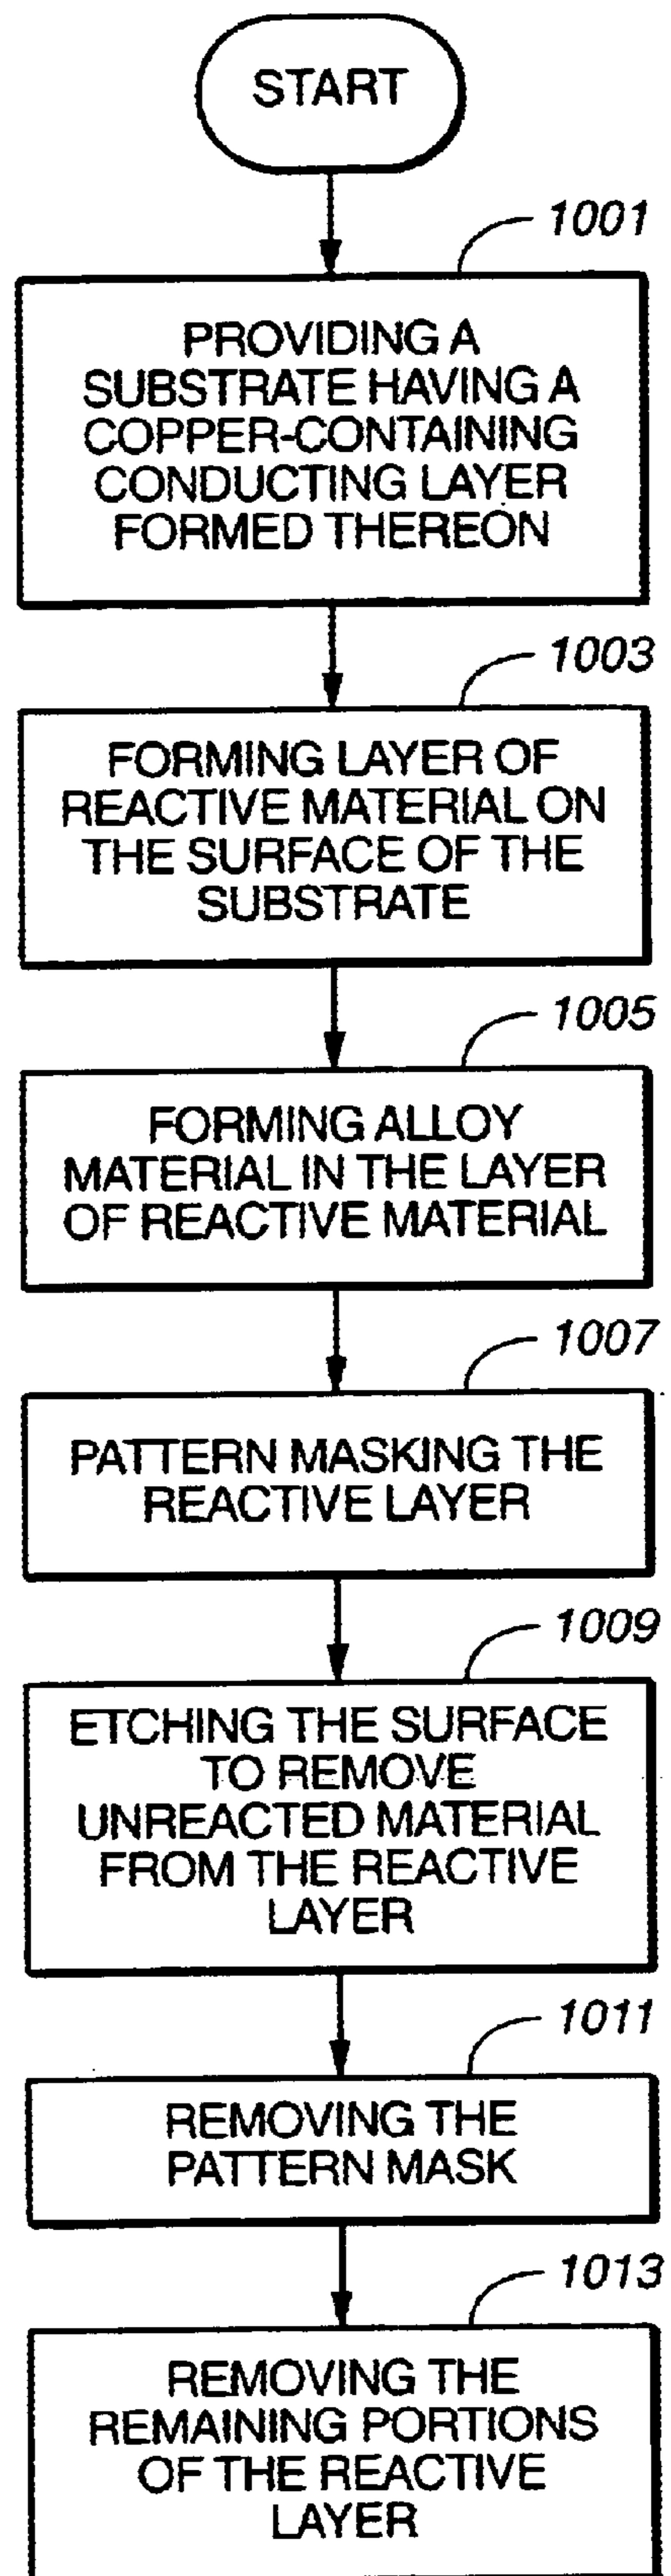 START
1001
PROVIDING A
SUBSTRATE HAVING A
COPPER-CONTAINING
CONDUCTING LAYER
FORMED THEREON
1003
FORMING LAYER OF
REACTIVE MATERIAL ON
THE SURFACE OF THE
SUBSTRATE
1005
FORMING ALLOY
MATERIAL IN THE LAYER
OF REACTIVE MATERIAL
1007
PATTERN MASKING THE
REACTIVE LAYER
1009
ETCHING THE SURFACE
TO REMOVE
UNREACTED MATERIAL
FROM THE REACTIVE
LAYER
1011
REMOVING THE
PATTERN MASK
1013
REMOVING THE
REMAINING PORTIONS
OF THE REACTIVE
LAYER